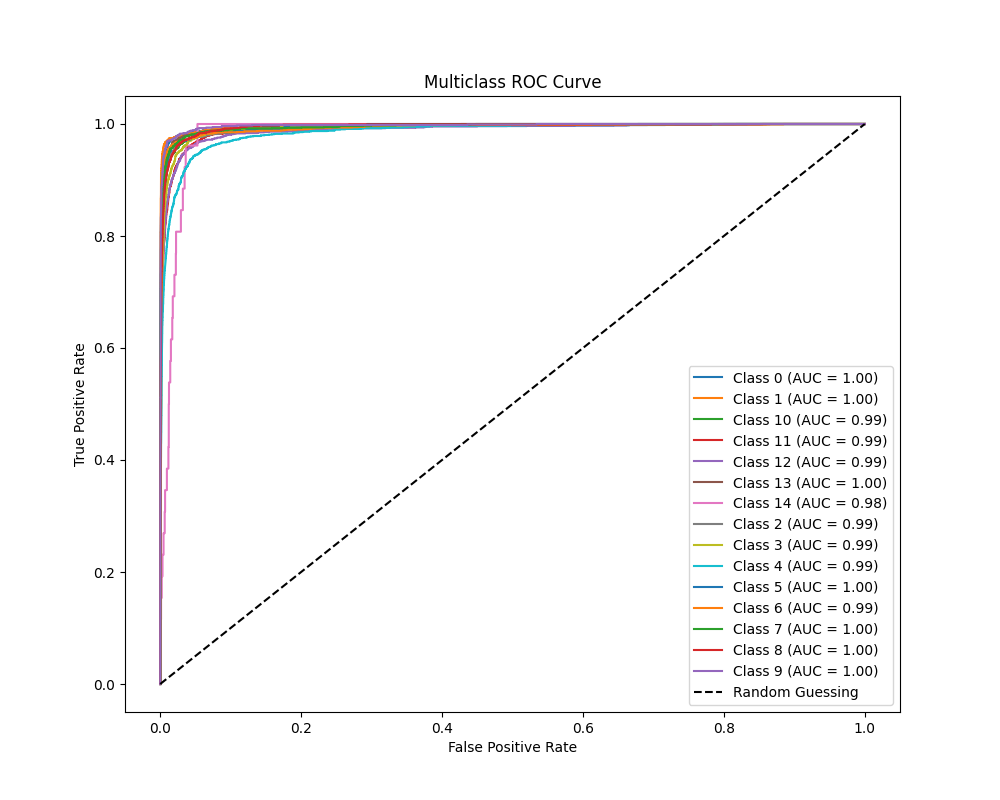 Multiclass ROC Curve
True Positive Rate
1.0
0.8
0.6
0.4
0.2
0.0
0.0 0.2 0.4 0.6 0.8 1.0
False Positive Rate
Class 0 (AUC = 1.00)
Class 1 (AUC = 1.00)
Class 10 (AUC = 0.99)
Class 11 (AUC = 0.99)
Class 12 (AUC = 0.99)
Class 13 (AUC = 1.00)
Class 14 (AUC = 0.98)
Class 2 (AUC = 0.99)
Class 3 (AUC = 0.99)
Class 4 (AUC = 0.99)
Class 5 (AUC = 1.00)
Class 6 (AUC = 0.99)
Class 7 (AUC = 1.00)
Class 8 (AUC = 1.00)
Class 9 (AUC = 1.00)
Random Guessing